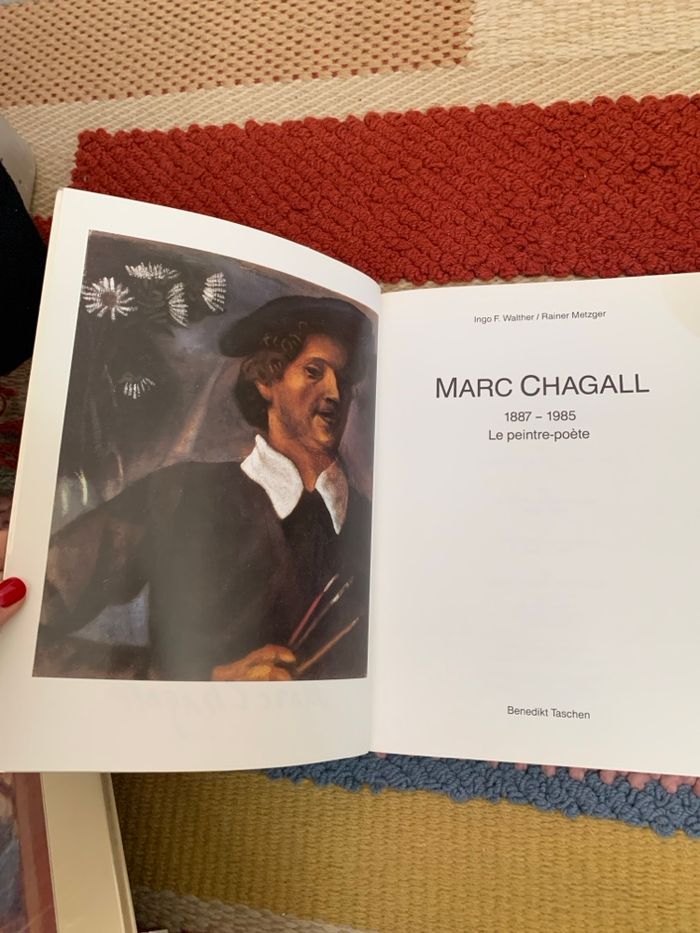 Ingo F. Walther / Rainer Metzger
MARC CHAGALL
1887 – 1985
Le peintre-poète
Benedikt Taschen